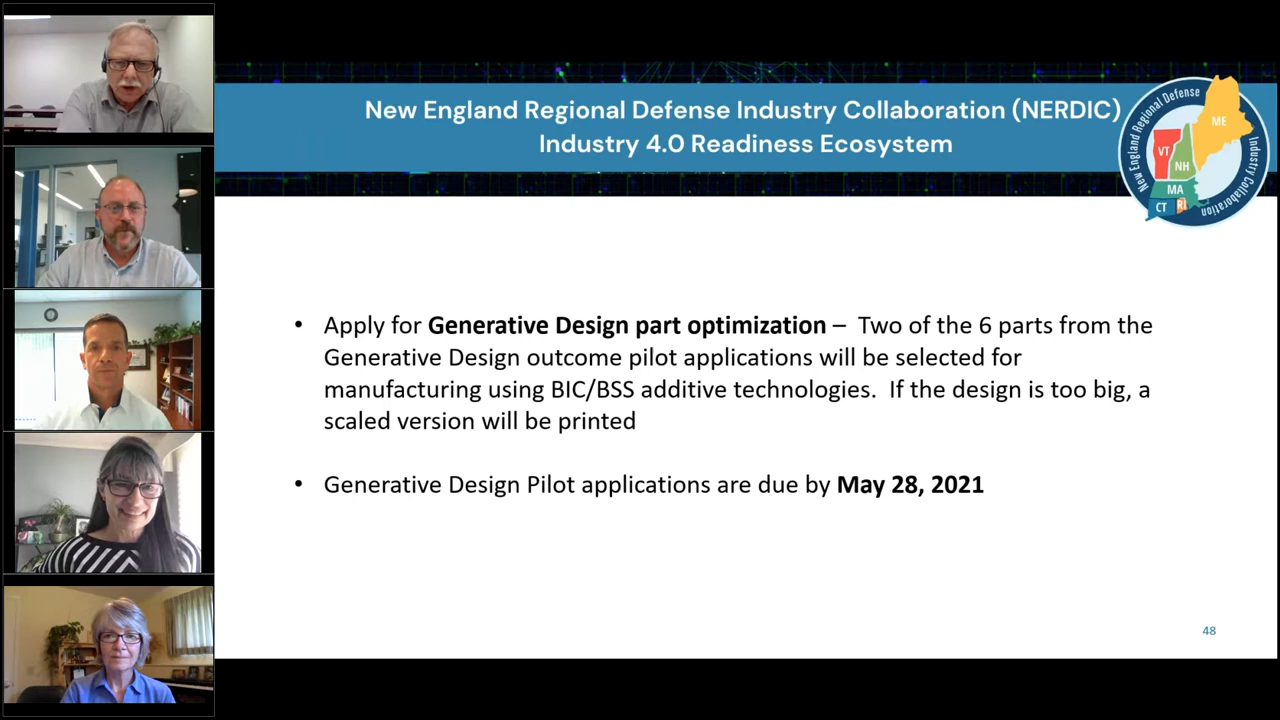 New England Regional Defense Industry Collaboration (NERDIC)
Industry 4.0 Readiness Ecosystem
New England Regional Defense
Industry Collaboration
ME
VT
NH
MA
CT
RI
• Apply for Generative Design part optimization – Two of the 6 parts from the
Generative Design outcome pilot applications will be selected for
manufacturing using BIC/BSS additive technologies. If the design is too big, a
scaled version will be printed
• Generative Design Pilot applications are due by May 28, 2021
48